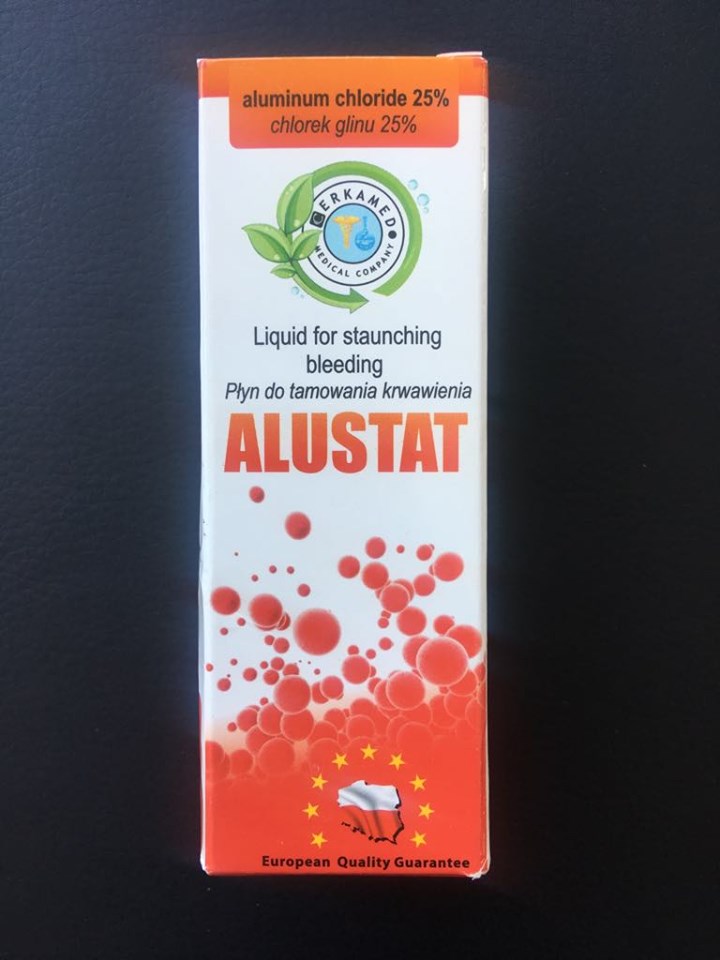 aluminum chloride 25%
chlorek glinu 25%
CERKAMED
MEDICAL COMPANY
Liquid for staunching
bleeding
Płyn do tamowania krwawienia
ALUSTAT
European Quality Guarantee